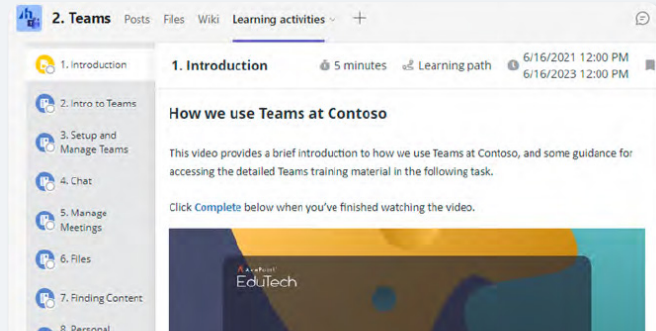 2. Teams Posts Files Wiki Learning activities
1. Introduction
2. Intro to Teams
3. Setup and
Manage Teams
4. Chat
5. Manage
Meetings
6. Files
7. Finding Content
8. Personal
1. Introduction 5 minutes Learning path 6/16/2021 12:00 PM
6/16/2023 12:00 PM
How we use Teams at Contoso
This video provides a brief introduction to how we use Teams at Contoso, and some guidance for
accessing the detailed Teams training material in the following task.
Click Complete below when you've finished watching the video.
AvePoint
EduTech